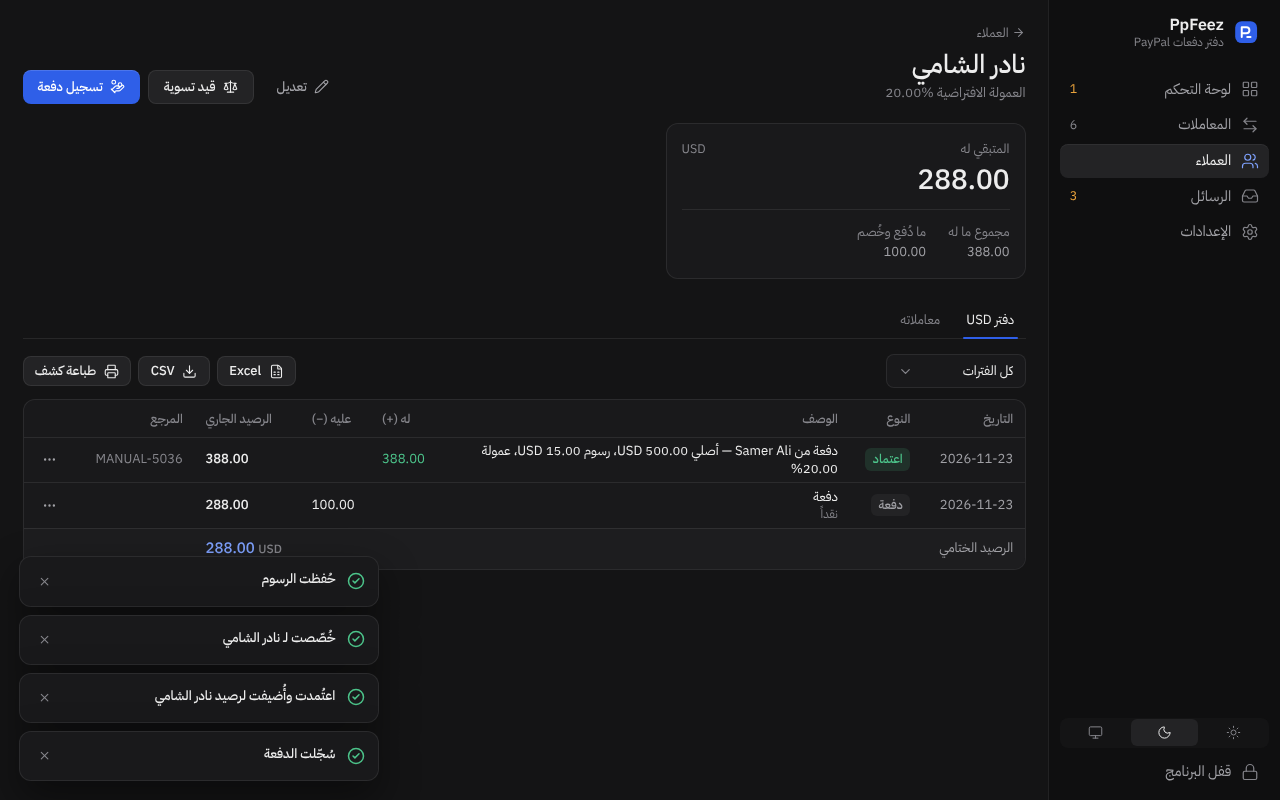 PpFeez
دفتر دفعات PayPal
لوحة التحكم 1
المعاملات 6
العملاء
الرسائل 3
الإعدادات
قفل البرنامج
العملاء
نادر الشامي
العمولة الافتراضية 20.00%
تعديل
قيد تسوية
تسجيل دفعة
المتبقي له USD
288.00
مجموع ما له ما دُفع وخُصم
388.00 100.00
دفتر USD معاملاته
كل الفترات
Excel
CSV
طباعة كشف
التاريخ النوع الوصف له (+) عليه (−) الرصيد الجاري المرجع
2026-11-23 اعتماد دفعة من Samer Ali — أصلي 500.00 USD، رسوم 15.00 USD، عمولة 388.00 388.00 MANUAL-5036
20.00%
2026-11-23 دفعة دفعة 100.00 288.00
نقداً
الرصيد الختامي 288.00 USD
حُفظت الرسوم
خُصّصت لـ نادر الشامي
اعتُمدت وأُضيفت لرصيد نادر الشامي
سُجّلت الدفعة